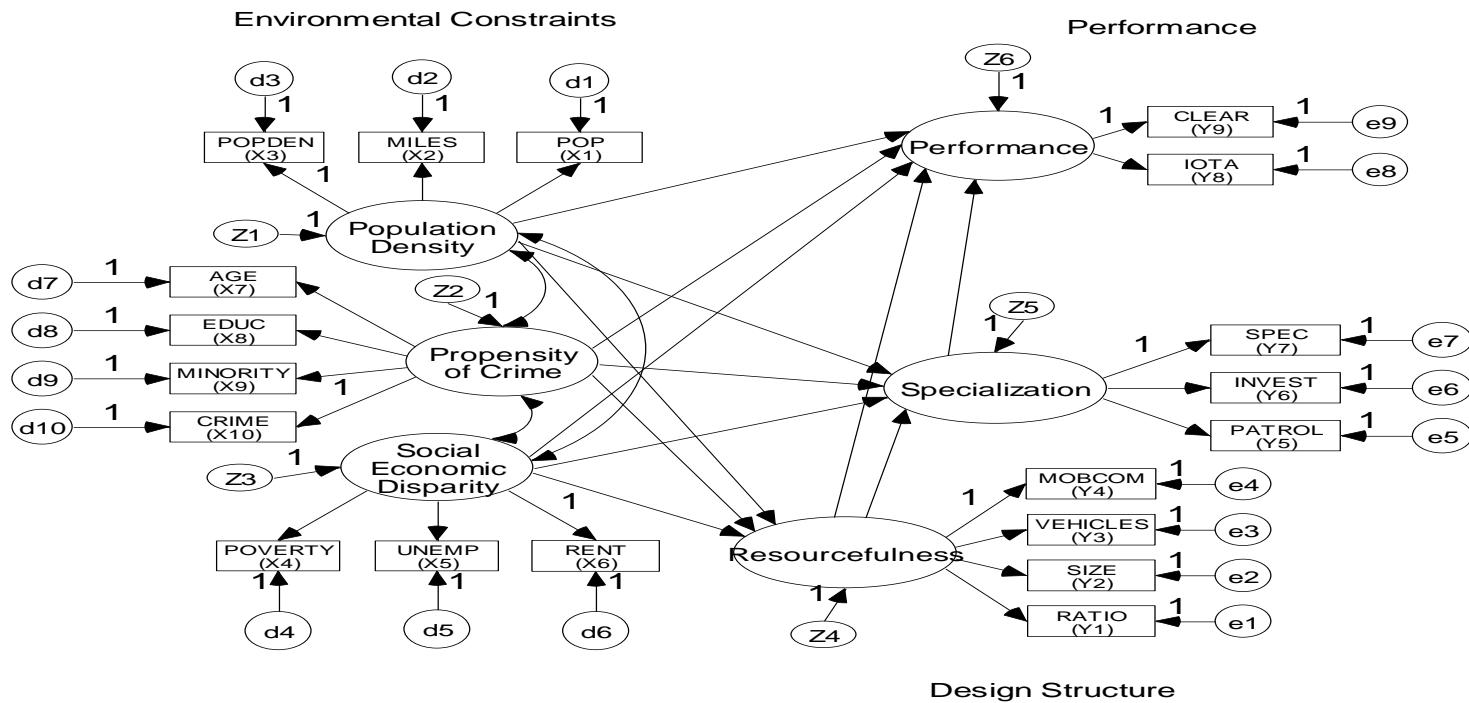 Environmental Constraints
Performance
d3
d2
d1
Z6
1
1
1
1
POPDEN
(X3)
MILES
(X2)
POP
(X1)
1
CLEAR
(Y9)
1
e9
Performance
IOTA
(Y8)
1
e8
1
Z1
1
Population
Density
d7
1
AGE
(X7)
Z2
1
Z5
1
d8
1
EDUC
(X8)
d9
1
MINORITY
(X9)
1
d10
1
CRIME
(X10)
Propensity
of Crime
Specialization
1
SPEC
(Y7)
1
e7
INVEST
(Y6)
1
e6
PATROL
(Y5)
1
e5
Z3
1
Social
Economic
Disparity
1
POVERTY
(X4)
UNEMP
(X5)
RENT
(X6)
1
1
1
d4
d5
d6
Resourcefulness
1
Z4
1
MOBCOM
(Y4)
1
e4
VEHICLES
(Y3)
1
e3
SIZE
(Y2)
1
e2
RATIO
(Y1)
1
e1
Design Structure